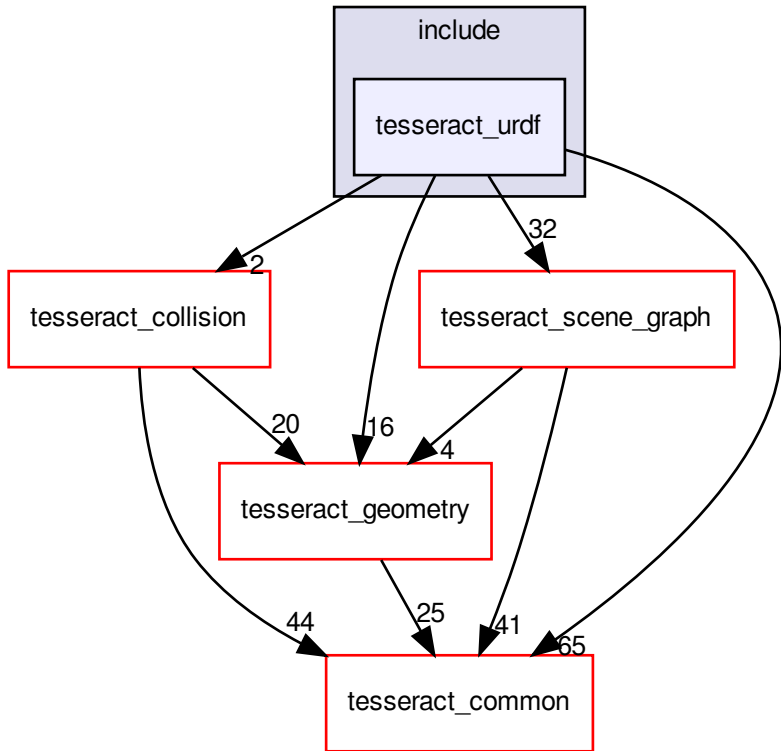 include
tesseract_urdf
32
2
tesseract_collision
tesseract_scene_graph
20
16
4
tesseract_geometry
44
25
41
65
tesseract_common